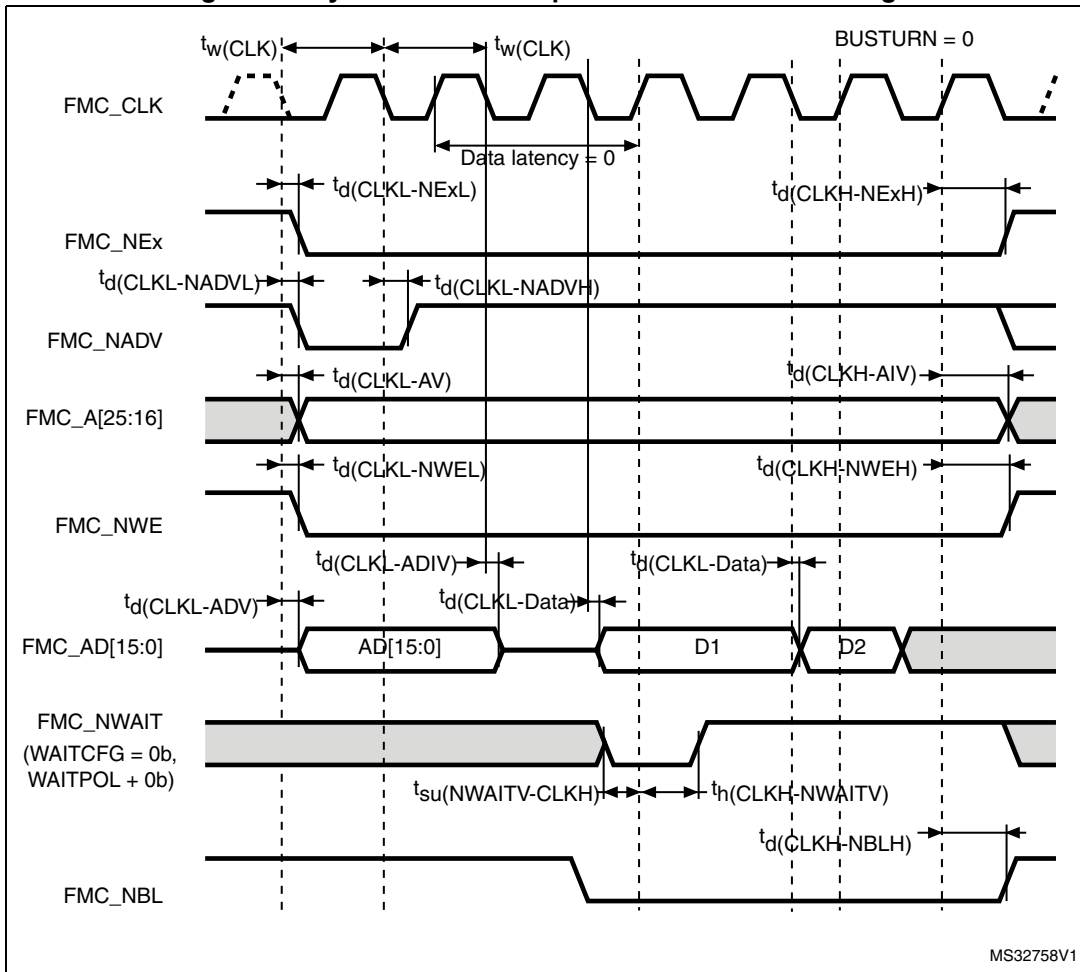 tw(CLK) tw(CLK) BUSTURN = 0
FMC_CLK
Data latency = 0
td(CLKL-NExL) td(CLKH-NExH)
FMC_NEx
td(CLKL-NADVL) td(CLKL-NADVH)
FMC_NADV
td(CLKL-AV) td(CLKH-AIV)
FMC_A[25:16]
td(CLKL-NWEL) td(CLKH-NWEH)
FMC_NWE
td(CLKL-ADIV) td(CLKL-Data)
td(CLKL-ADV) td(CLKL-Data)
FMC_AD[15:0] AD[15:0] D1 D2
FMC_NWAIT
(WAITCFG = 0b,
WAITPOL + 0b)
tsu(NWAITV-CLKH) th(CLKH-NWAITV)
td(CLKH-NBLH)
FMC_NBL
MS32758V1